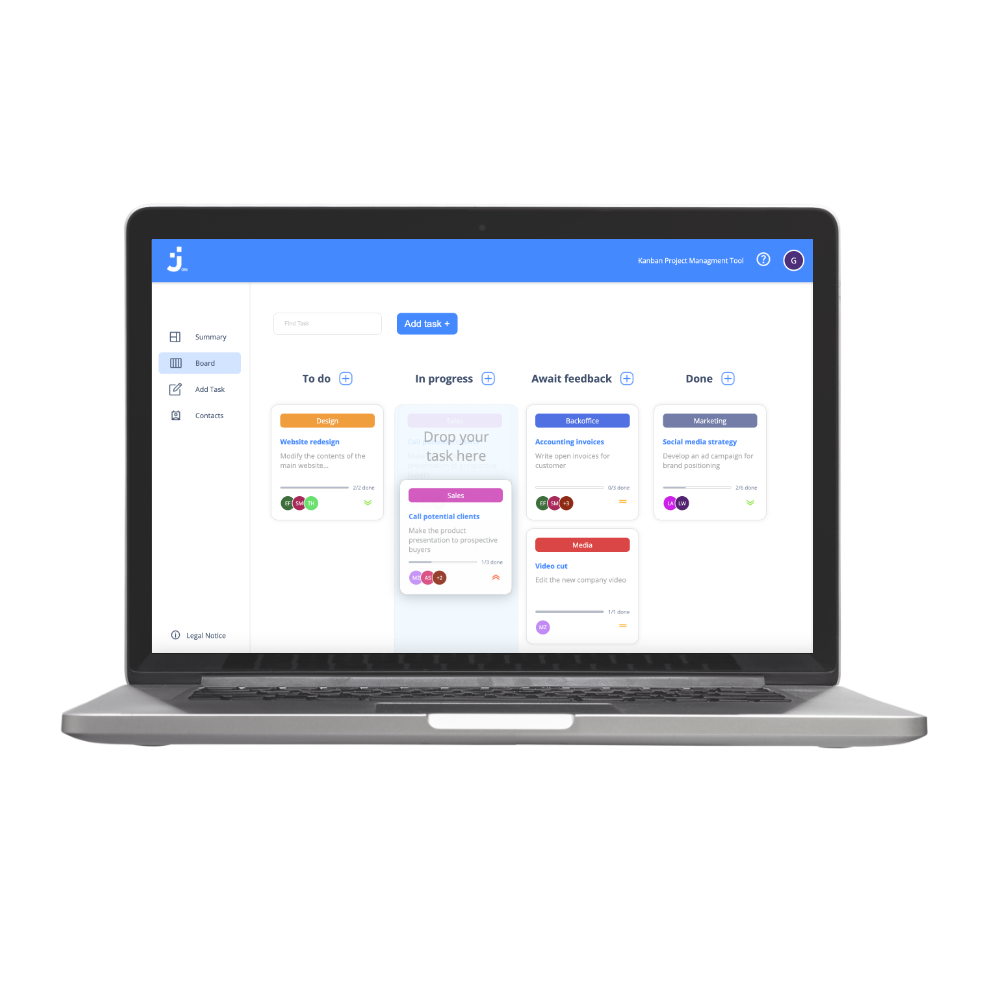 Kanban Project Managment Tool
?
G
Find Task
Add task +
Summary
Board
Add Task
Contacts
Legal Notice
To do
In progress
Await feedback
Done
Design
Website redesign
Modify the contents of the
main website...
2/2 done
EF
SM
TH
Drop your
task here
Sales
Call potential clients
Make the product
presentation to prospective
buyers
1/3 done
AS
+2
Backoffice
Accounting invoices
Write open invoices for
customer
0/3 done
EF
SM
+3
Media
Video cut
Edit the new company video
1/1 done
MZ
Marketing
Social media strategy
Develop an ad campaign for
brand positioning
2/5 done
LA
LW